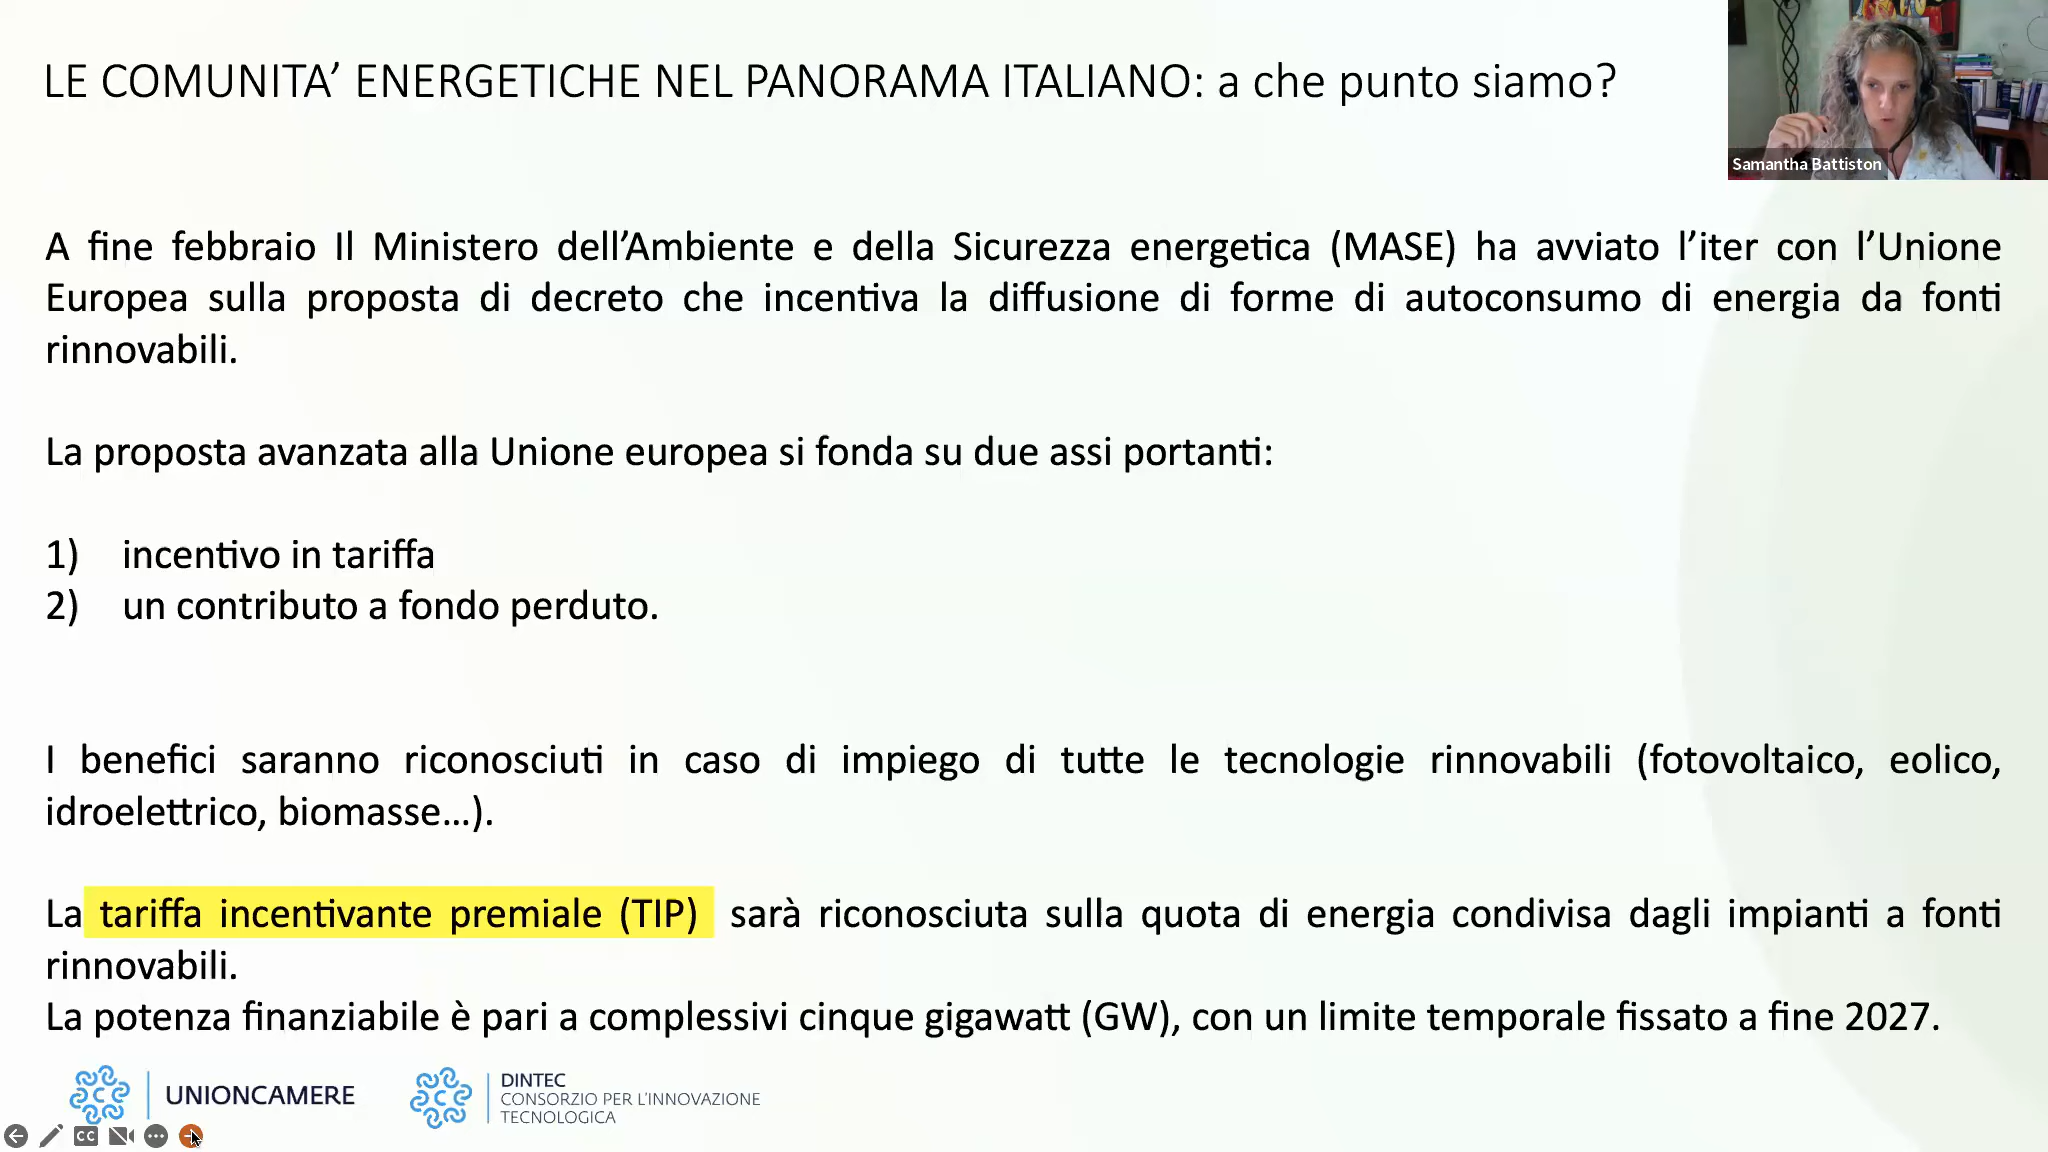 LE COMUNITA’ ENERGETICHE NEL PANORAMA ITALIANO: a che punto siamo?
Samantha Battiston
A fine febbraio Il Ministero dell’Ambiente e della Sicurezza energetica (MASE) ha avviato l’iter con l’Unione
Europea sulla proposta di decreto che incentiva la diffusione di forme di autoconsumo di energia da fonti
rinnovabili.
La proposta avanzata alla Unione europea si fonda su due assi portanti:
1) incentivo in tariffa
2) un contributo a fondo perduto.
I benefici saranno riconosciuti in caso di impiego di tutte le tecnologie rinnovabili (fotovoltaico, eolico,
idroelettrico, biomasse…).
La tariffa incentivante premiale (TIP) sarà riconosciuta sulla quota di energia condivisa dagli impianti a fonti
rinnovabili.
La potenza finanziabile è pari a complessivi cinque gigawatt (GW), con un limite temporale fissato a fine 2027.
UNIONCAMERE
DINTEC
CONSORZIO PER L'INNOVAZIONE
TECNOLOGICA
CC